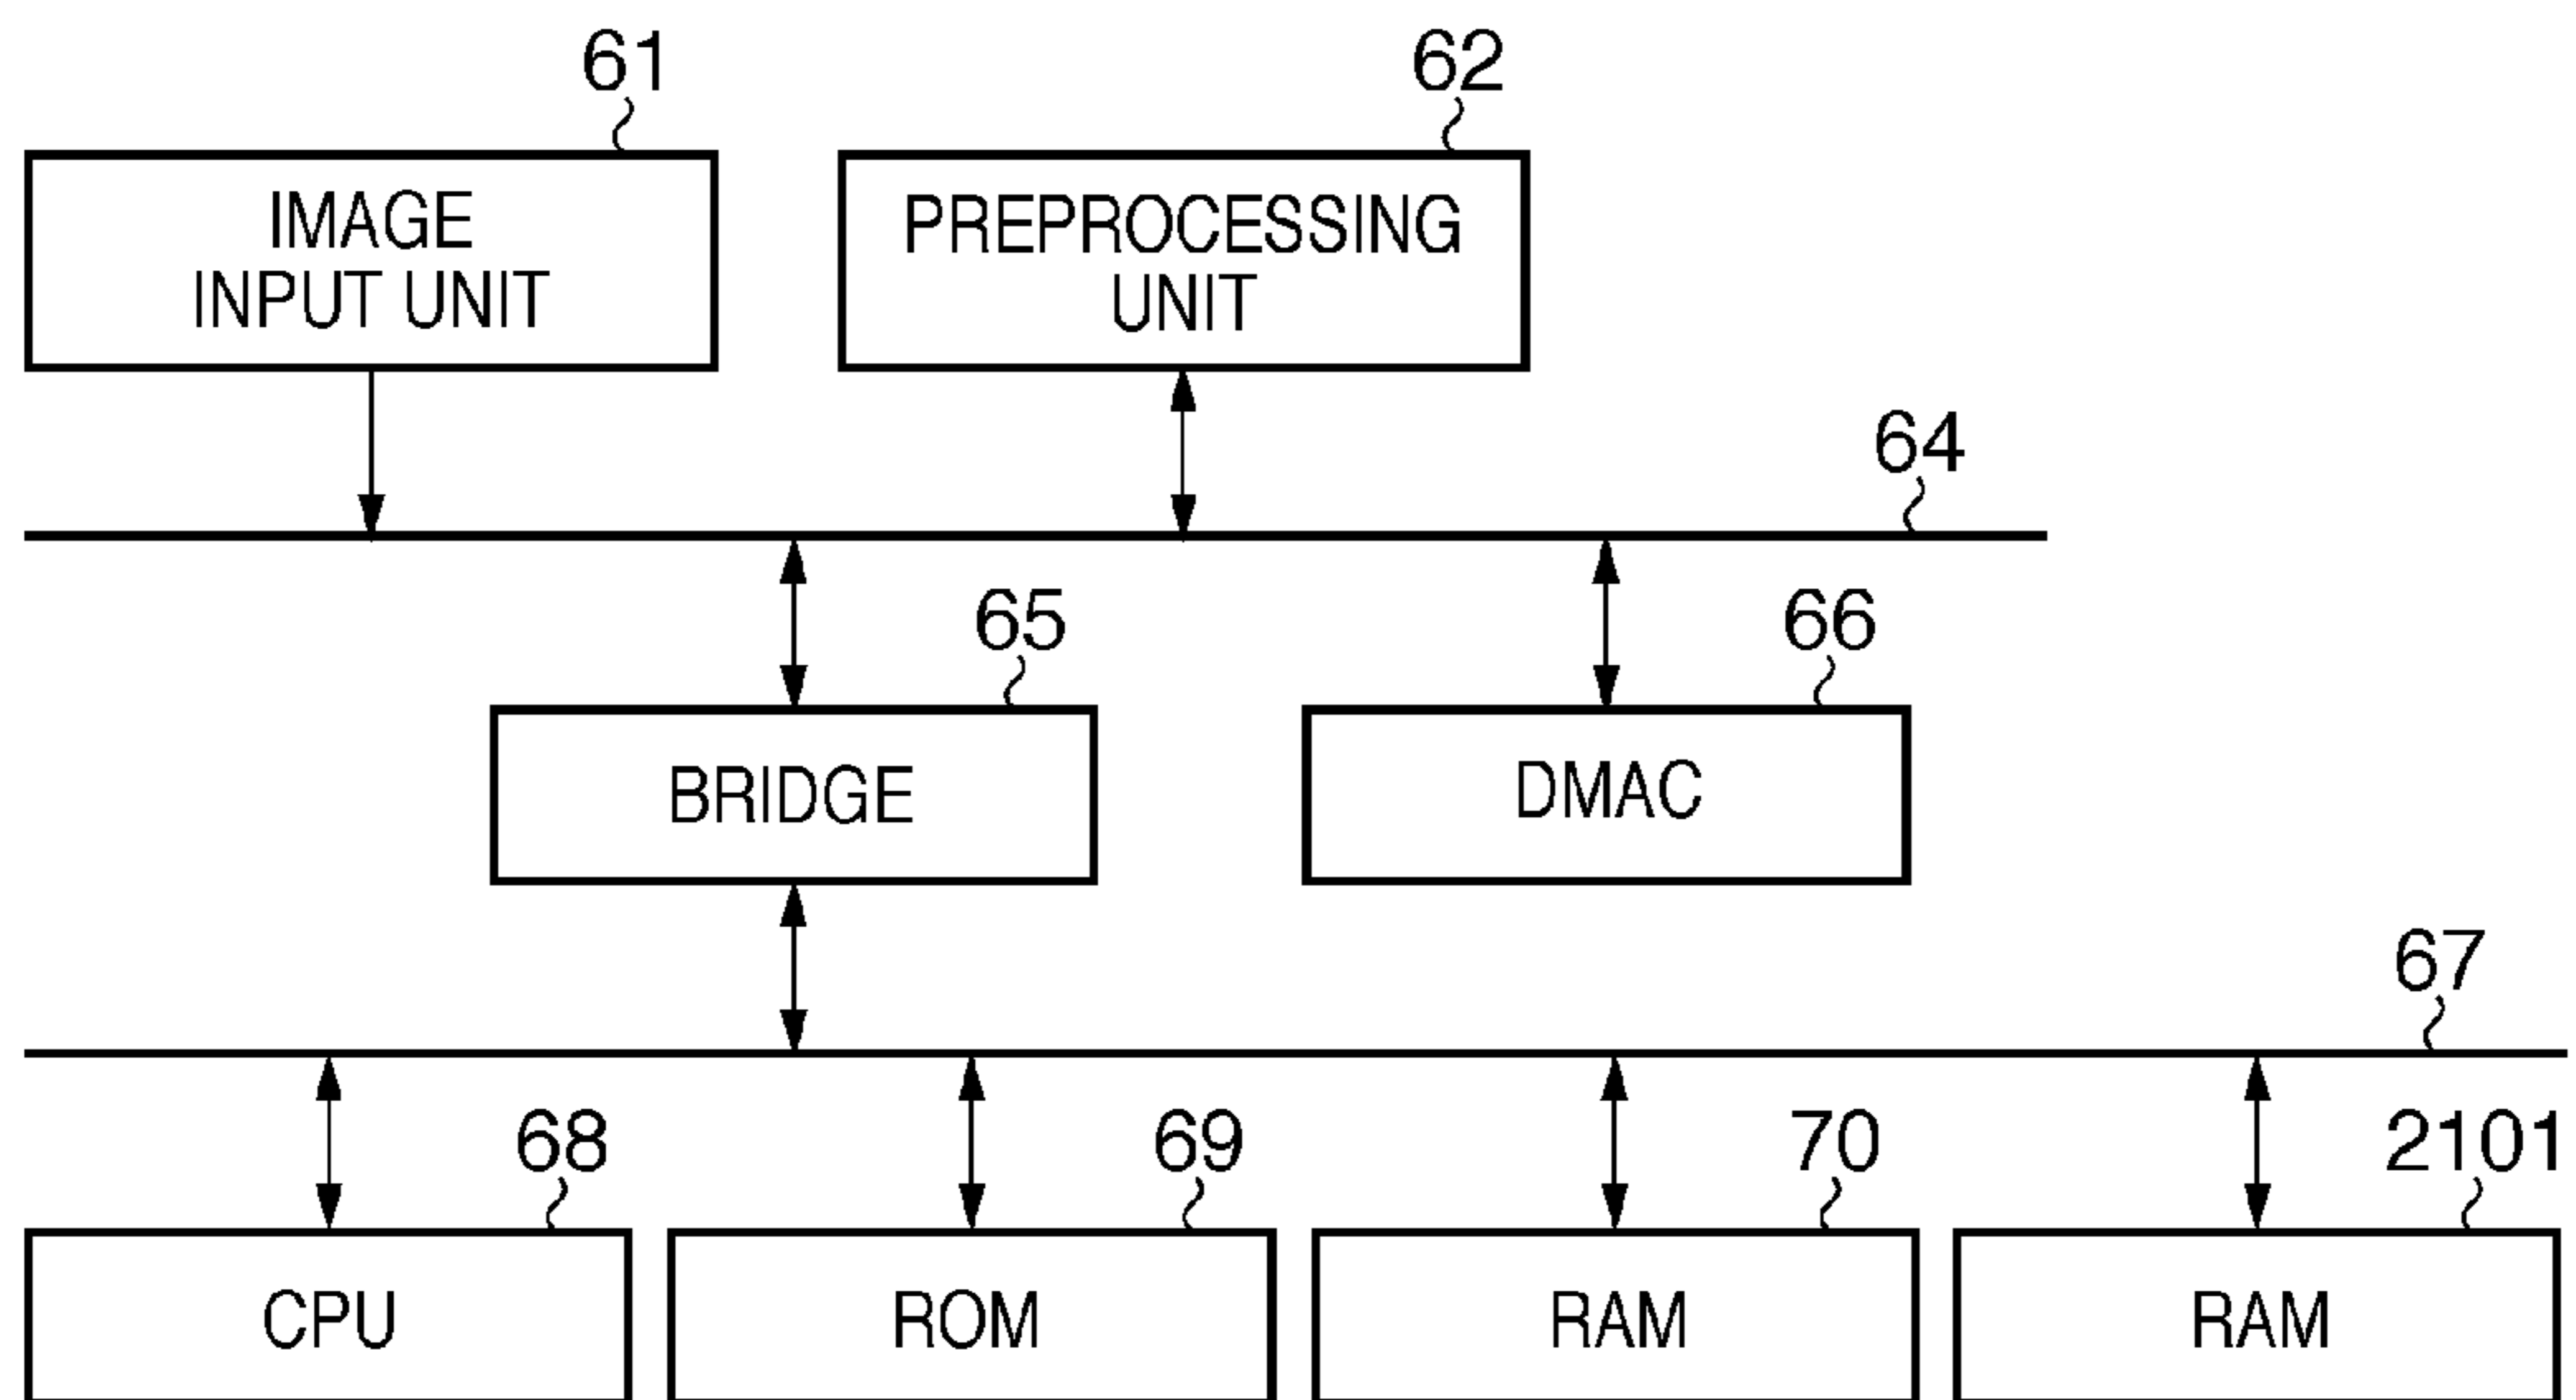 61
62
IMAGE
INPUT UNIT
PREPROCESSING
UNIT
64
65
66
BRIDGE
DMAC
67
68
69
70
2101
CPU
ROM
RAM
RAM